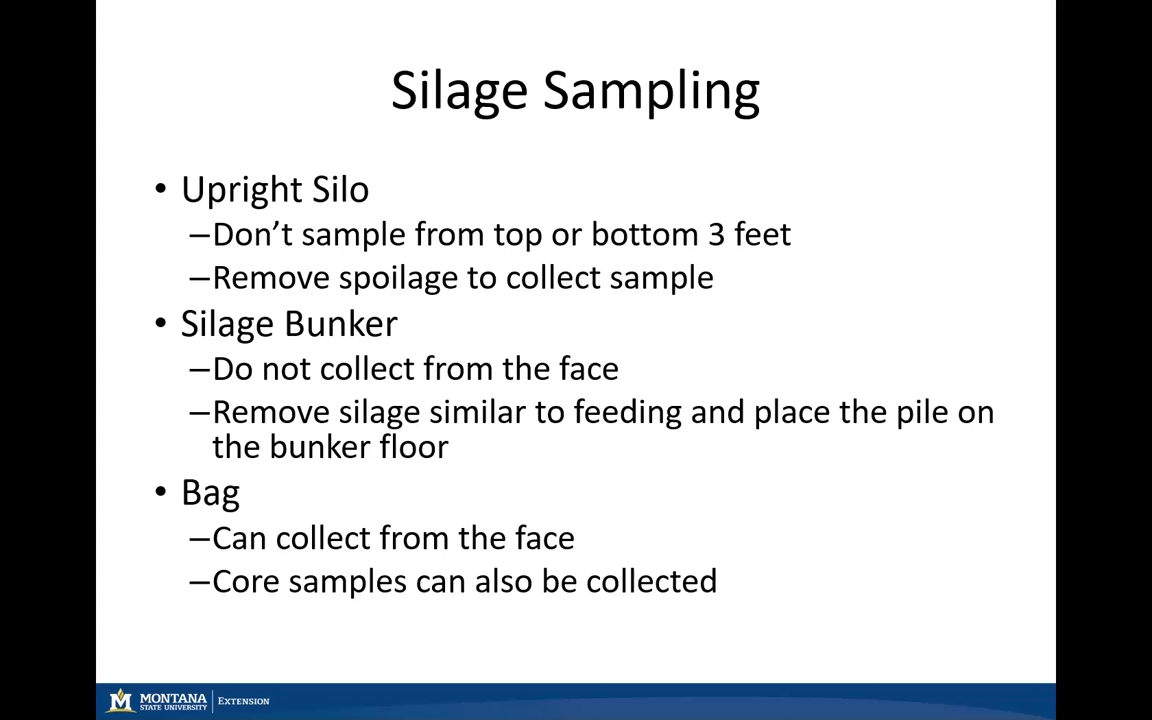 Silage Sampling
• Upright Silo
–Don’t sample from top or bottom 3 feet
–Remove spoilage to collect sample
• Silage Bunker
–Do not collect from the face
–Remove silage similar to feeding and place the pile on
the bunker floor
• Bag
–Can collect from the face
–Core samples can also be collected
M MONTANA
STATE UNIVERSITY
EXTENSION